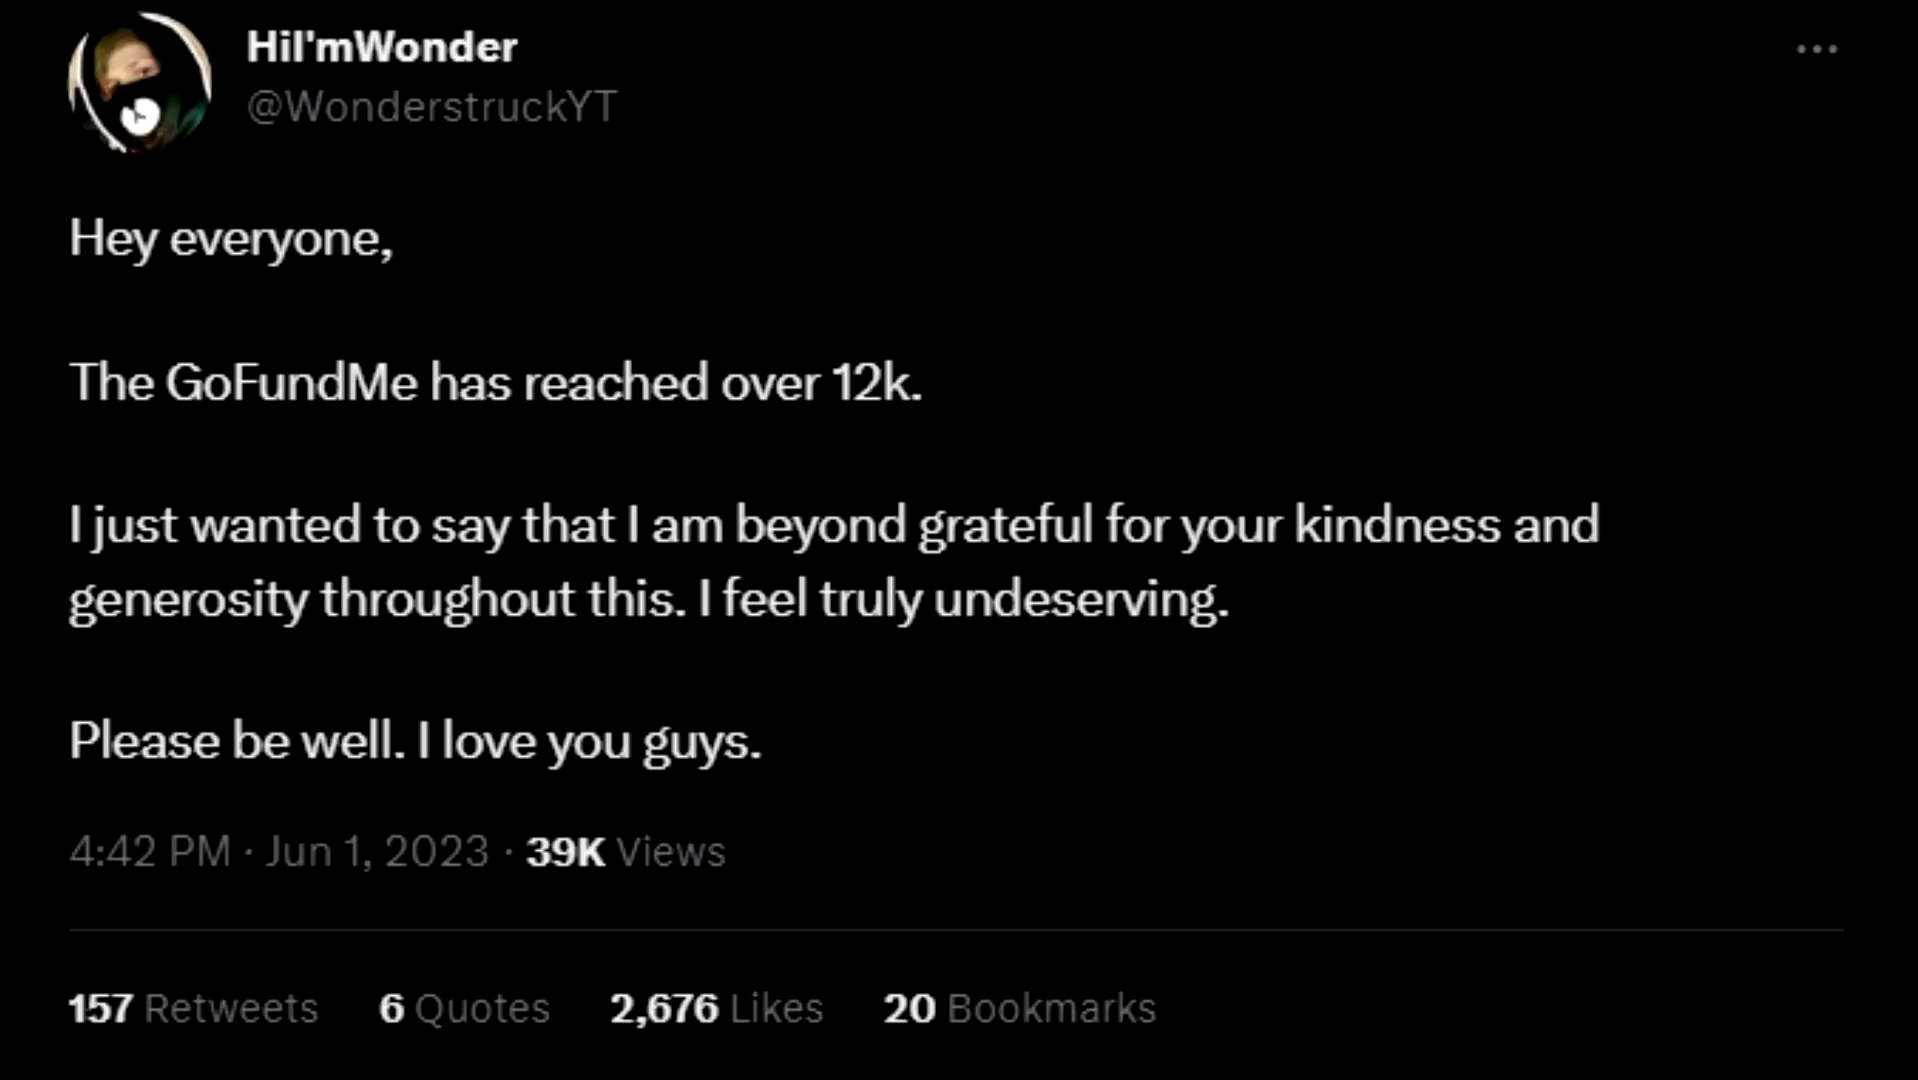 HiI'mWonder
@WonderstruckYT
Hey everyone,
The GoFundMe has reached over 12k.
I just wanted to say that I am beyond grateful for your kindness and
generosity throughout this. I feel truly undeserving.
Please be well. I love you guys.
4:42 PM · Jun 1, 2023 · 39K Views
157 Retweets 6 Quotes 2,676 Likes 20 Bookmarks